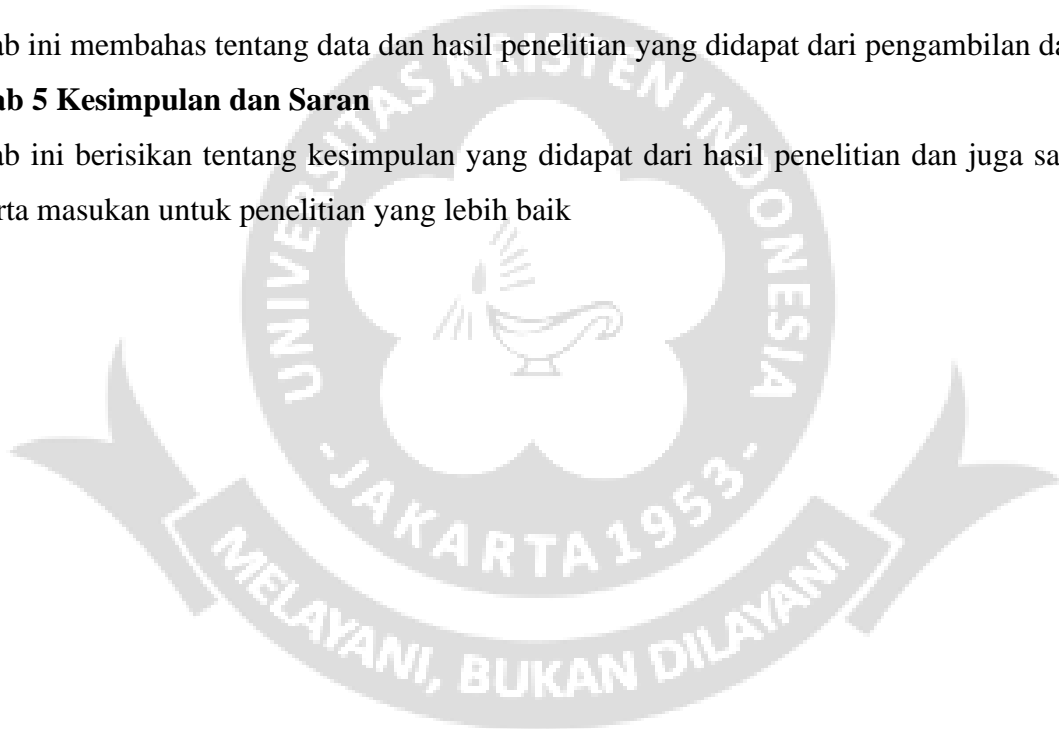 ab ini membahas tentang data dan hasil penelitian yang didapat dari pengambilan da
ab 5 Kesimpulan dan Saran
ab ini berisikan tentang kesimpulan yang didapat dari hasil penelitian dan juga sa
rta masukan untuk penelitian yang lebih baik
UNIVERSITAS KRISTEN INDONESIA
-JAKARTA 1953-
MELAYANI, BUKAN DILAYANI